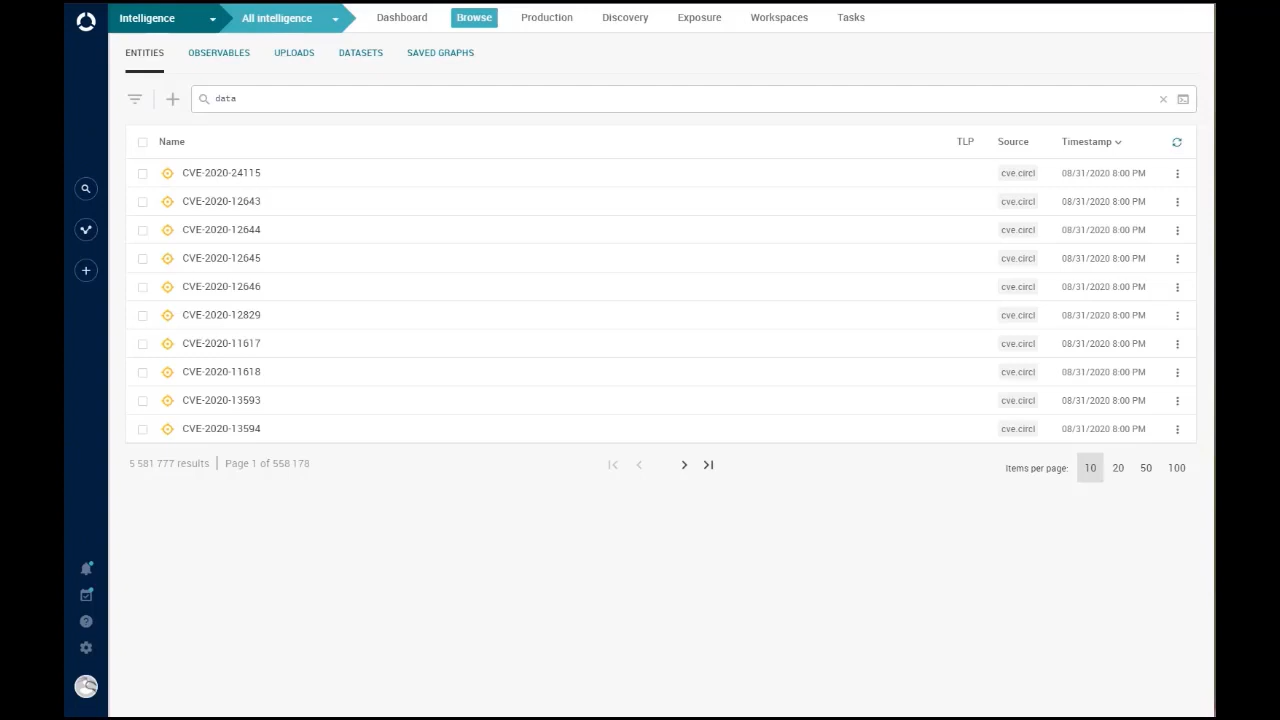 Intelligence All intelligence Dashboard Browse Production Discovery Exposure Workspaces Tasks
ENTITIES OBSERVABLES UPLOADS DATASETS SAVED GRAPHS
data
Name TLP Source Timestamp
CVE-2020-24115 cve.circl 08/31/2020 8:00 PM
CVE-2020-12643 cve.circl 08/31/2020 8:00 PM
CVE-2020-12644 cve.circl 08/31/2020 8:00 PM
CVE-2020-12645 cve.circl 08/31/2020 8:00 PM
CVE-2020-12646 cve.circl 08/31/2020 8:00 PM
CVE-2020-12829 cve.circl 08/31/2020 8:00 PM
CVE-2020-11617 cve.circl 08/31/2020 8:00 PM
CVE-2020-11618 cve.circl 08/31/2020 8:00 PM
CVE-2020-13593 cve.circl 08/31/2020 8:00 PM
CVE-2020-13594 cve.circl 08/31/2020 8:00 PM
5 581 777 results | Page 1 of 558 178 Items per page: 10 20 50 100